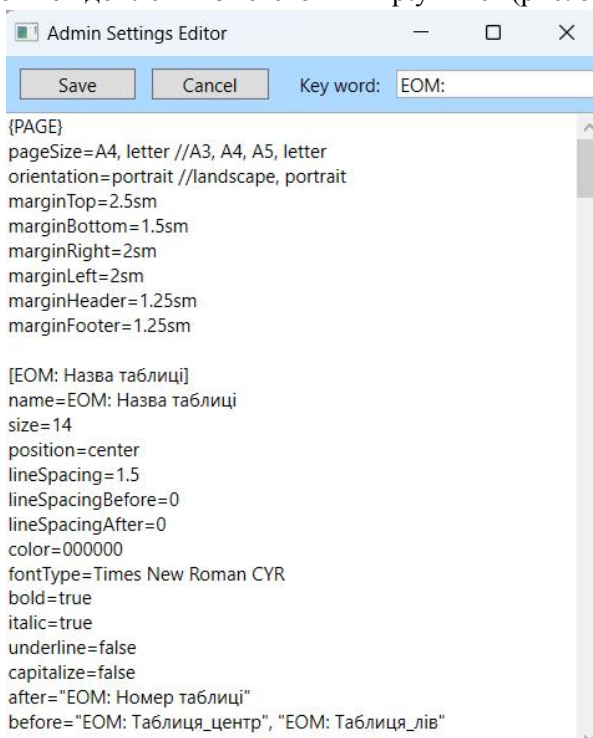 Admin Settings Editor
Save Cancel Key word: EOM:
{PAGE}
pageSize=A4, letter //A3, A4, A5, letter
orientation=portrait //landscape, portrait
marginTop=2.5sm
marginBottom=1.5sm
marginRight=2sm
marginLeft=2sm
marginHeader=1.25sm
marginFooter=1.25sm
[EOM: Назва таблиці]
name=EOM: Назва таблиці
size=14
position=center
lineSpacing=1.5
lineSpacingBefore=0
lineSpacingAfter=0
color=000000
fontType=Times New Roman CYR
bold=true
italic=true
underline=false
capitalize=false
after="EOM: Номер таблиці"
before="EOM: Таблиця_центр", "EOM: Таблиця_лів"